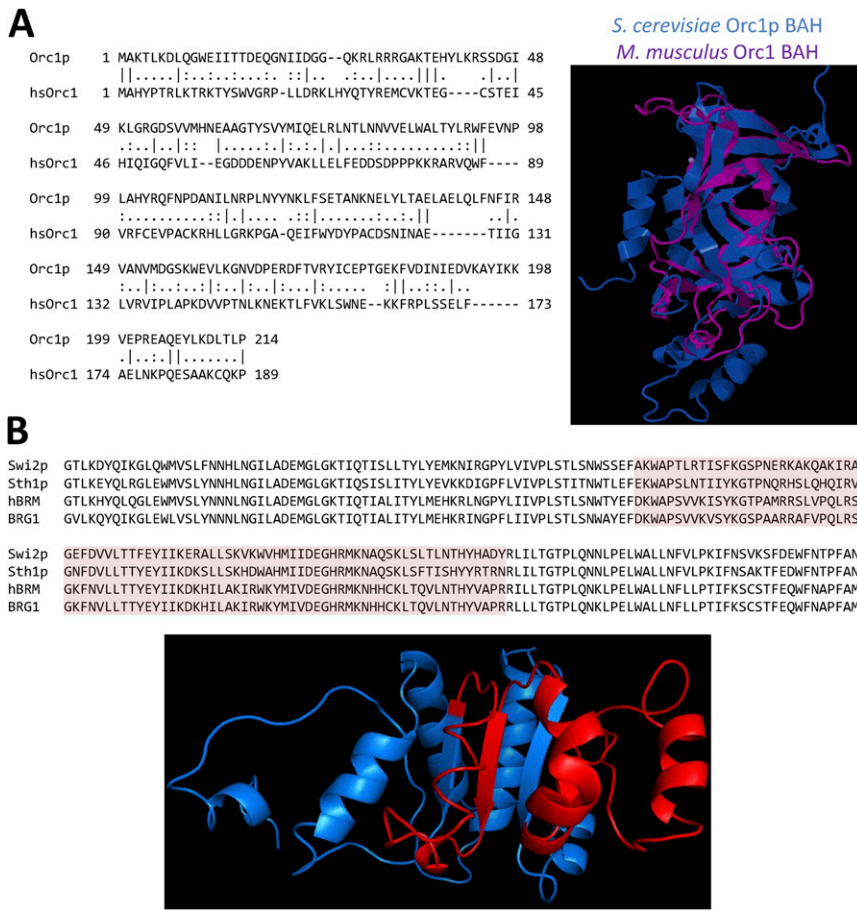 A
S. cerevisiae Orc1p BAH
M. musculus Orc1 BAH
Orc1p 1 MAKTLKDLQGWEIITTDEQGNIIDGG--QKRLRRRGAKTEHYLKRSSDGI 48
||.....|:..:.:..:. ::| .:|....|||. ..|..|
hsOrc1 1 MAHYPTRLKTRKTYSWVGRP-LLDRKLHYQTYREMCVKTEG----CSTEI 45
Orc1p 49 KLGRGDSVVMHNEAAGTYSVYMIQELRLNTLNNVVELWALTYLRWFEVNP 98
.:..|..|:: |...:|..::.||:...............||
hsOrc1 46 HIQIGQFVLI--EGDDDENPYVAKLLELFEDDSDPPPKKRARVQWF---- 89
Orc1p 99 LAHYRQFNPDANILNRPLNYYNKLFSETANKNELYLTAELAELQLFNFIR 148
:.........::|.|.... .::|...........:.|| ..|.
hsOrc1 90 VRFCEVPACKRHLLGRKPGA-QEIFWYDYPACDSNINAE-------TIIG 131
Orc1p 149 VANVMDGSKWEVLKGNVDPERDFTVRYICEPTGEKFVDINIEDVKAYIKK 198
hsOrc1 132 LVRVIPLAPKDVVPTNLKNEKTLFVKLSWNE--KKFRPLSSELF------ 173
Orc1p 199 VEPREAQEYLKDLTLP 214
.|..:.||.......|
hsOrc1 174 AELNKPQESAAKCQKP 189
B
Swi2p GTLKDYQIKGLQWMVSLFNNHLNGILADEMGLGKTIQTISLLTYLYEMKNIRGPYLVIVPLSTLSNWSSEFAKWAPTLRTISFKGSPNERKAKQAKIRA
Sth1p GTLKEYQLRGLEWMVSLYNNHLNGILADEMGLGKTIQSISLITYLYEVKKDIGPFLVIVPLSTITNWTLEFEKWAPSLNTIIYKGTPNQRHSLQHQIRV
hBRM GTLKHYQLQGLEWMVSLYNNNLNGILADEMGLGKTIQTIALITYLMEHKRLNGPYLIIVPLSTLSNWTYEFDKWAPSVVKISYKGTPAMRRSLVPQLRS
BRG1 GVLKQYQIKGLEWLVSLYNNNLNGILADEMGLGKTIQTIALITYLMEHKRINGPFLIIVPLSTLSNWAYEFDKWAPSVVKVSYKGSPAARRAFVPQLRS
Swi2p GEFDVVLTTFEYIIKERALLSKVKWVHMIIDEGHRMKNAQSKLSLTLNTHYHADYRLILTGTPLQNNLPELWALLNFVLPKIFNSVKSFDEWFNTPFAN
Sth1p GNFDVLLTTYEYIIKDKSLLSKHDWAHMIIDEGHRMKNAQSKLSFTISHYYRTRNRLILTGTPLQNNLPELWALLNFVLPKIFNSAKTFEDWFNTPFAN
hBRM GKFNVLLTTYEYIIKDKHILAKIRWKYMIVDEGHRMKNHHCKLTQVLNTHYVAPRRILLTGTPLQNKLPELWALLNFLLPTIFKSCSTFEQWFNAPFAM
BRG1 GKFNVLLTTYEYIIKDKHILAKIRWKYMIVDEGHRMKNHHCKLTQVLNTHYVAPRRLLLTGTPLQNKLPELWALLNFLLPTIFKSCSTFEQWFNAPFAM